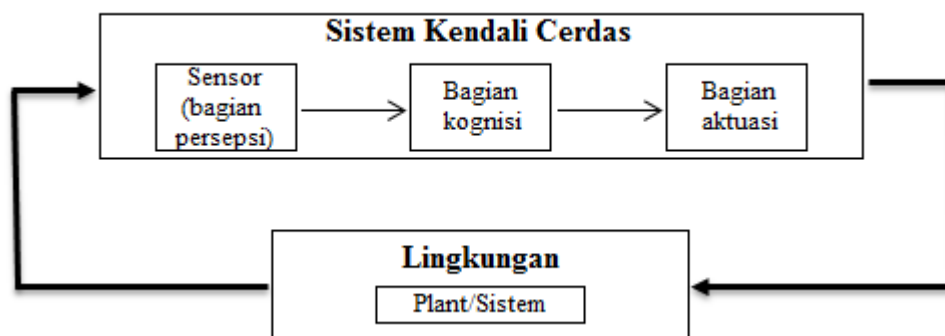 Sistem Kendali Cerdas
Sensor
(bagian
persepsi)
Bagian
kognisi
Bagian
aktuasi
Lingkungan
Plant/Sistem